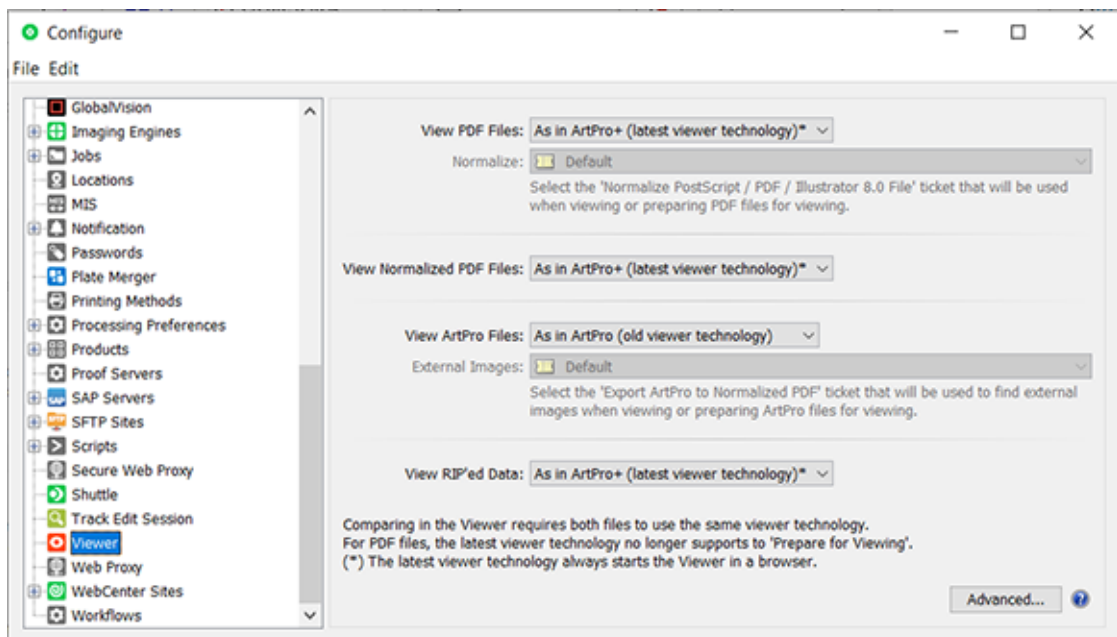 Configure
File Edit
GlobalVision
Imaging Engines
Jobs
Locations
MIS
Notification
Passwords
Plate Merger
Printing Methods
Processing Preferences
Products
Proof Servers
SAP Servers
SFTP Sites
Scripts
Secure Web Proxy
Shuttle
Track Edit Session
Viewer
Web Proxy
WebCenter Sites
Workflows
View PDF Files: As in ArtPro+ (latest viewer technology)*
Normalize: Default
Select the 'Normalize PostScript / PDF / Illustrator 8.0 File' ticket that will be used
when viewing or preparing PDF files for viewing.
View Normalized PDF Files: As in ArtPro+ (latest viewer technology)*
View ArtPro Files: As in ArtPro (old viewer technology)
External Images: Default
Select the 'Export ArtPro to Normalized PDF' ticket that will be used to find external
images when viewing or preparing ArtPro files for viewing.
View RIP'ed Data: As in ArtPro+ (latest viewer technology)*
Comparing in the Viewer requires both files to use the same viewer technology.
For PDF files, the latest viewer technology no longer supports to 'Prepare for Viewing'.
(*) The latest viewer technology always starts the Viewer in a browser.
Advanced...